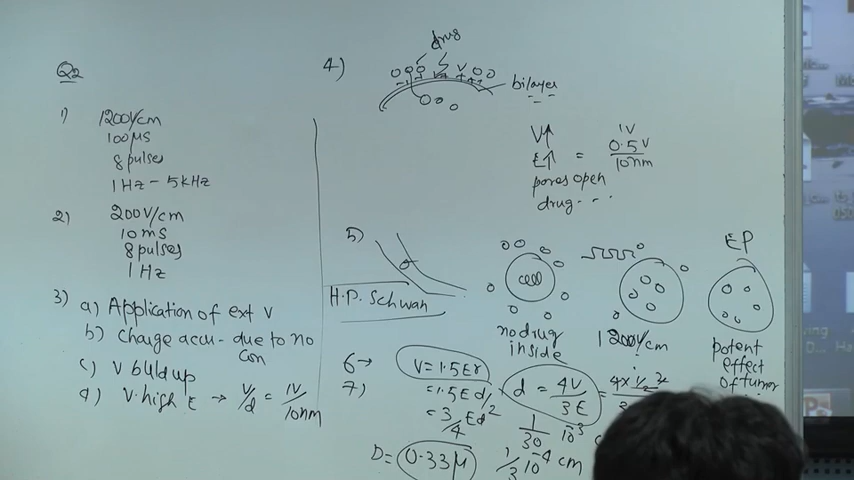 Q2
1) 1200V/cm
100μs
8 pulses
1 Hz - 5 kHz
2) 200V/cm
10 ms
8 pulses
1 Hz
3) a) Application of ext V
b) Charge accu- due to no
con
c) V buildup
d) V.high E → V/d = 1V/10nm
4) drug
bilayer
V↑
E↑ = 1V 0.5V/10nm
pores open
drug...
5)
H.P. Schwan
cell
no drug
inside
1200V/cm
EP
potent
effect
of tumor
6→ V = 1.5Er
7) = 1.5Ed/2
= 3/4 Ed
d = 4V/3E
1/30 10⁻³
D = 0.33μ
1/3 10⁻⁴ cm